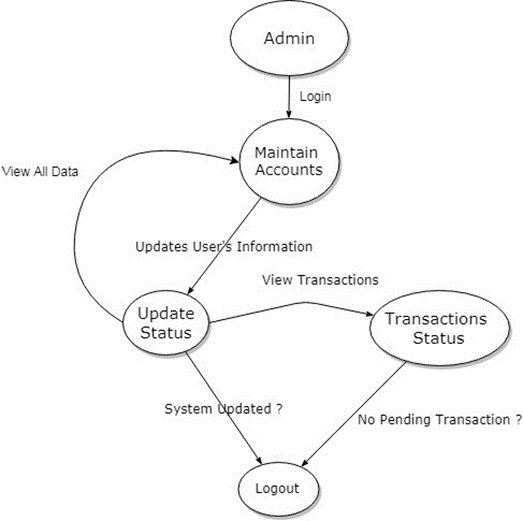 Admin
Login
Maintain
Accounts
View All Data
Updates User's Information
View Transactions
Update
Status
Transactions
Status
System Updated ?
No Pending Transaction ?
Logout